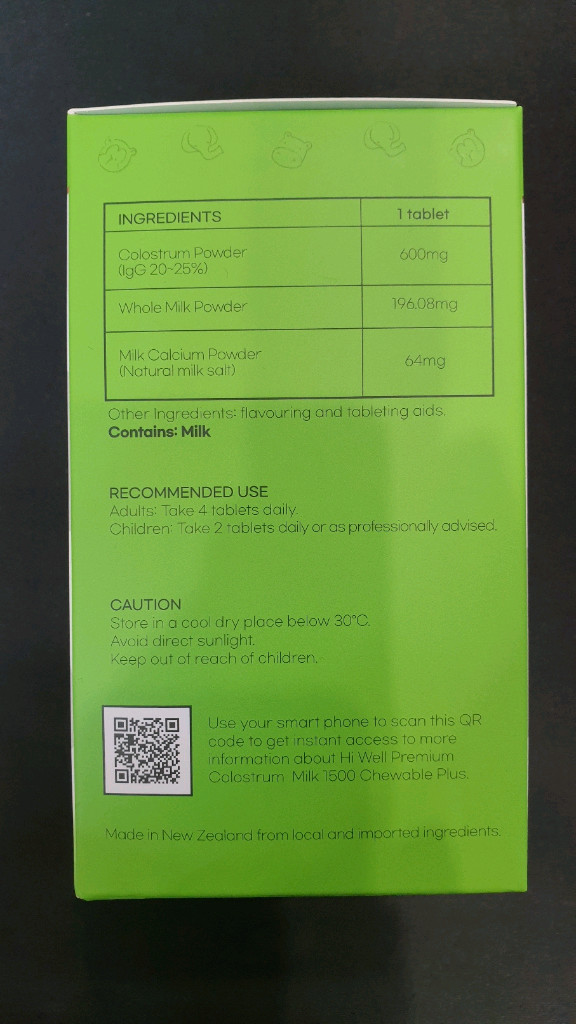 INGREDIENTS 1 tablet
Colostrum Powder 600mg
(IgG 20~25%)
Whole Milk Powder 196.08mg
Milk Calcium Powder 64mg
(Natural milk salt)
Other Ingredients: flavouring and tableting aids.
Contains: Milk
RECOMMENDED USE
Adults: Take 4 tablets daily.
Children: Take 2 tablets daily or as professionally advised.
CAUTION
Store in a cool dry place below 30°C.
Avoid direct sunlight.
Keep out of reach of children.
Use your smart phone to scan this QR
code to get instant access to more
information about Hi Well Premium
Colostrum Milk 1500 Chewable Plus.
Made in New Zealand from local and imported ingredients.